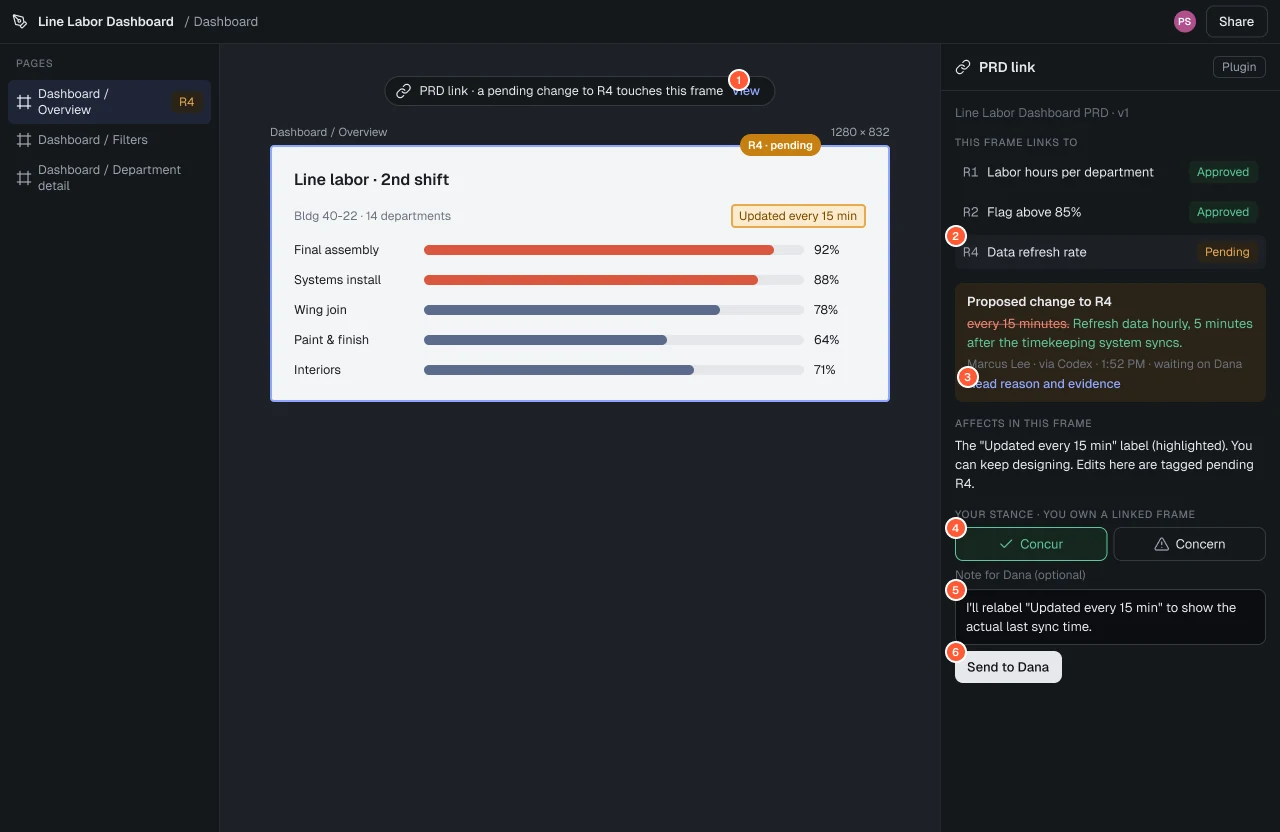 Line Labor Dashboard / Dashboard
PS
Share
PAGES
Dashboard / Overview
R4
Dashboard / Filters
Dashboard / Department detail
PRD link · a pending change to R4 touches this frame
View
1
Dashboard / Overview
1280 × 832
R4 · pending
Line labor · 2nd shift
Bldg 40-22 · 14 departments
Updated every 15 min
Final assembly 92%
Systems install 88%
Wing join 78%
Paint & finish 64%
Interiors 71%
PRD link
Plugin
Line Labor Dashboard PRD · v1
THIS FRAME LINKS TO
R1 Labor hours per department Approved
R2 Flag above 85% Approved
2
R4 Data refresh rate Pending
Proposed change to R4
every 15 minutes. Refresh data hourly, 5 minutes
after the timekeeping system syncs.
Marcus Lee · via Codex · 1:52 PM · waiting on Dana
3
Read reason and evidence
AFFECTS IN THIS FRAME
The "Updated every 15 min" label (highlighted). You
can keep designing. Edits here are tagged pending
R4.
YOUR STANCE · YOU OWN A LINKED FRAME
4
Concur
Concern
Note for Dana (optional)
5
I'll relabel "Updated every 15 min" to show the
actual last sync time.
6
Send to Dana